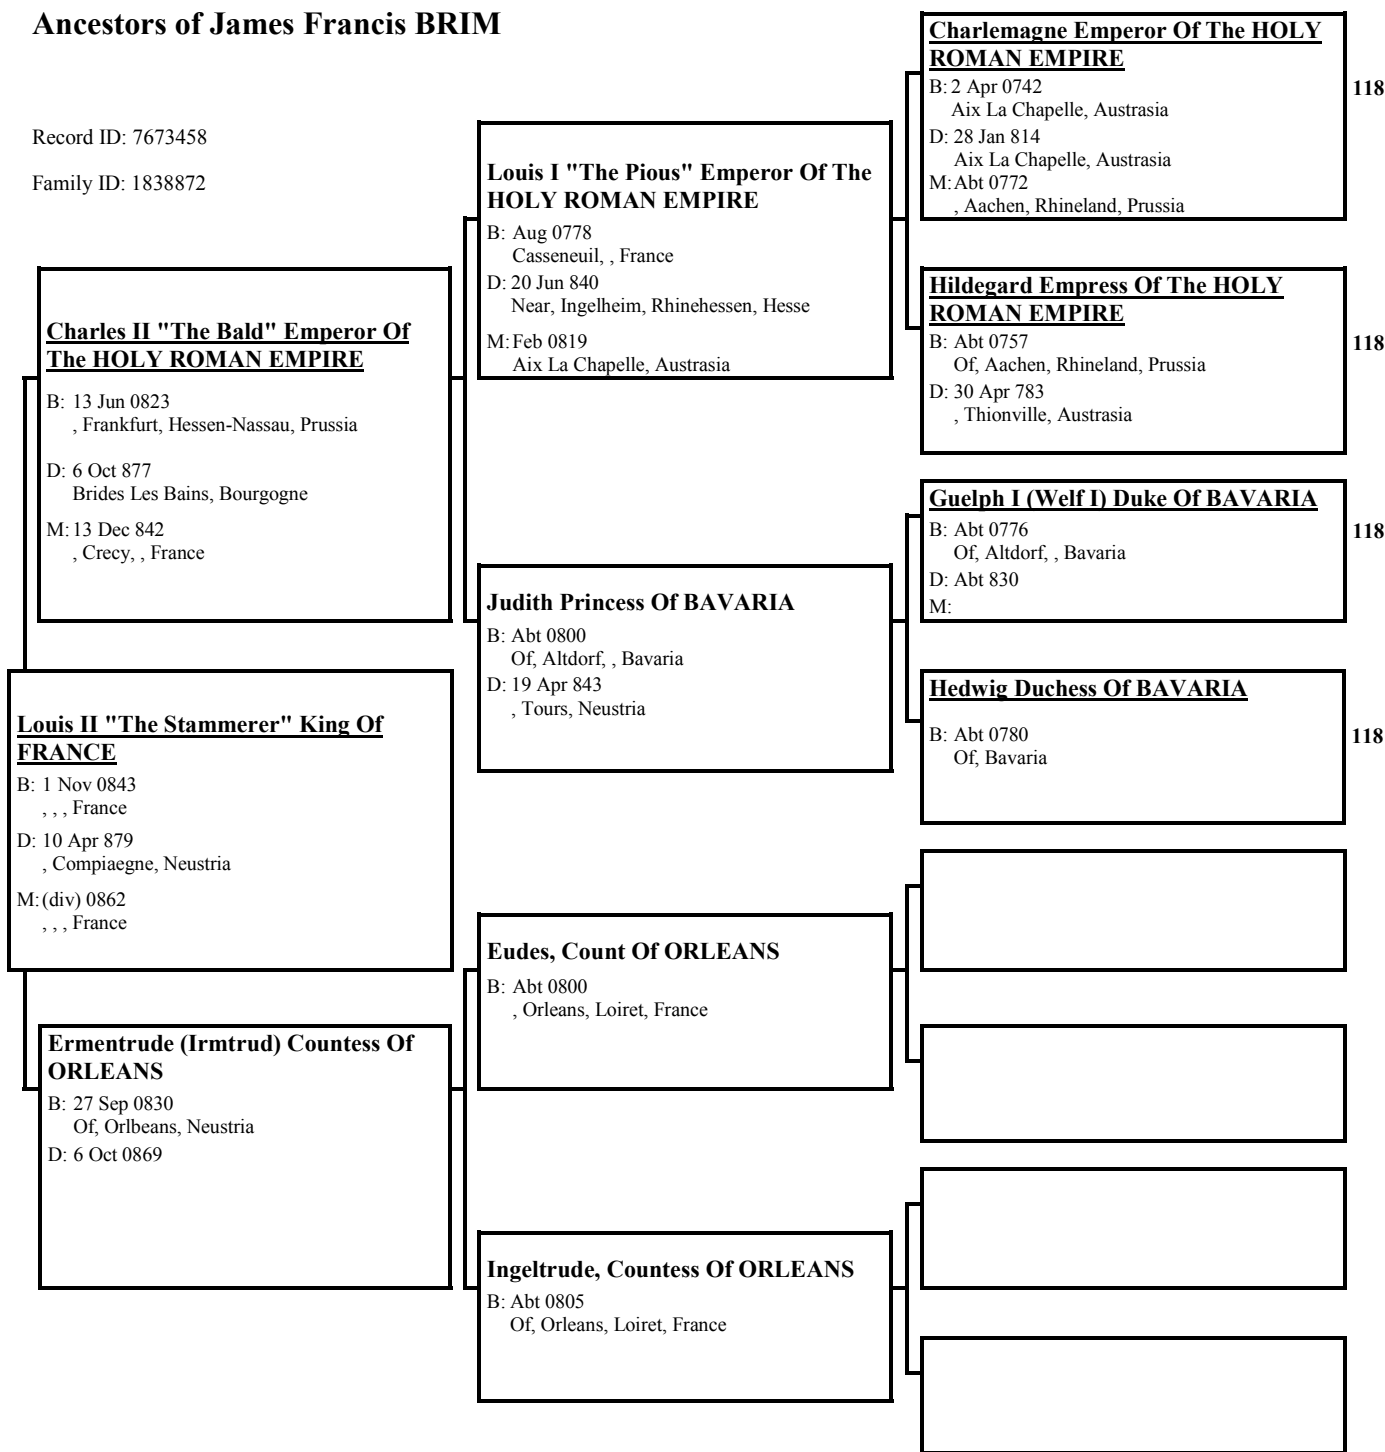 Ancestors of James Francis BRIM
Record ID: 7673458
Family ID: 1838872
Charles II "The Bald" Emperor Of
The HOLY ROMAN EMPIRE
B: 13 Jun 0823
, Frankfurt, Hessen-Nassau, Prussia
D: 6 Oct 877
Brides Les Bains, Bourgogne
M: 13 Dec 842
, Crecy, , France
Louis II "The Stammerer" King Of
FRANCE
B: 1 Nov 0843
, , , France
D: 10 Apr 879
, Compiaegne, Neustria
M: (div) 0862
, , , France
Ermentrude (Irmtrud) Countess Of
ORLEANS
B: 27 Sep 0830
Of, Orlbeans, Neustria
D: 6 Oct 0869
Louis I "The Pious" Emperor Of The
HOLY ROMAN EMPIRE
B: Aug 0778
Casseneuil, , France
D: 20 Jun 840
Near, Ingelheim, Rhinehessen, Hesse
M: Feb 0819
Aix La Chapelle, Austrasia
Judith Princess Of BAVARIA
B: Abt 0800
Of, Altdorf, , Bavaria
D: 19 Apr 843
, Tours, Neustria
Eudes, Count Of ORLEANS
B: Abt 0800
, Orleans, Loiret, France
Ingeltrude, Countess Of ORLEANS
B: Abt 0805
Of, Orleans, Loiret, France
Charlemagne Emperor Of The HOLY
ROMAN EMPIRE
B: 2 Apr 0742
Aix La Chapelle, Austrasia
D: 28 Jan 814
Aix La Chapelle, Austrasia
M: Abt 0772
, Aachen, Rhineland, Prussia
118
Hildegard Empress Of The HOLY
ROMAN EMPIRE
B: Abt 0757
Of, Aachen, Rhineland, Prussia
D: 30 Apr 783
, Thionville, Austrasia
118
Guelph I (Welf I) Duke Of BAVARIA
B: Abt 0776
Of, Altdorf, , Bavaria
D: Abt 830
M:
118
Hedwig Duchess Of BAVARIA
B: Abt 0780
Of, Bavaria
118